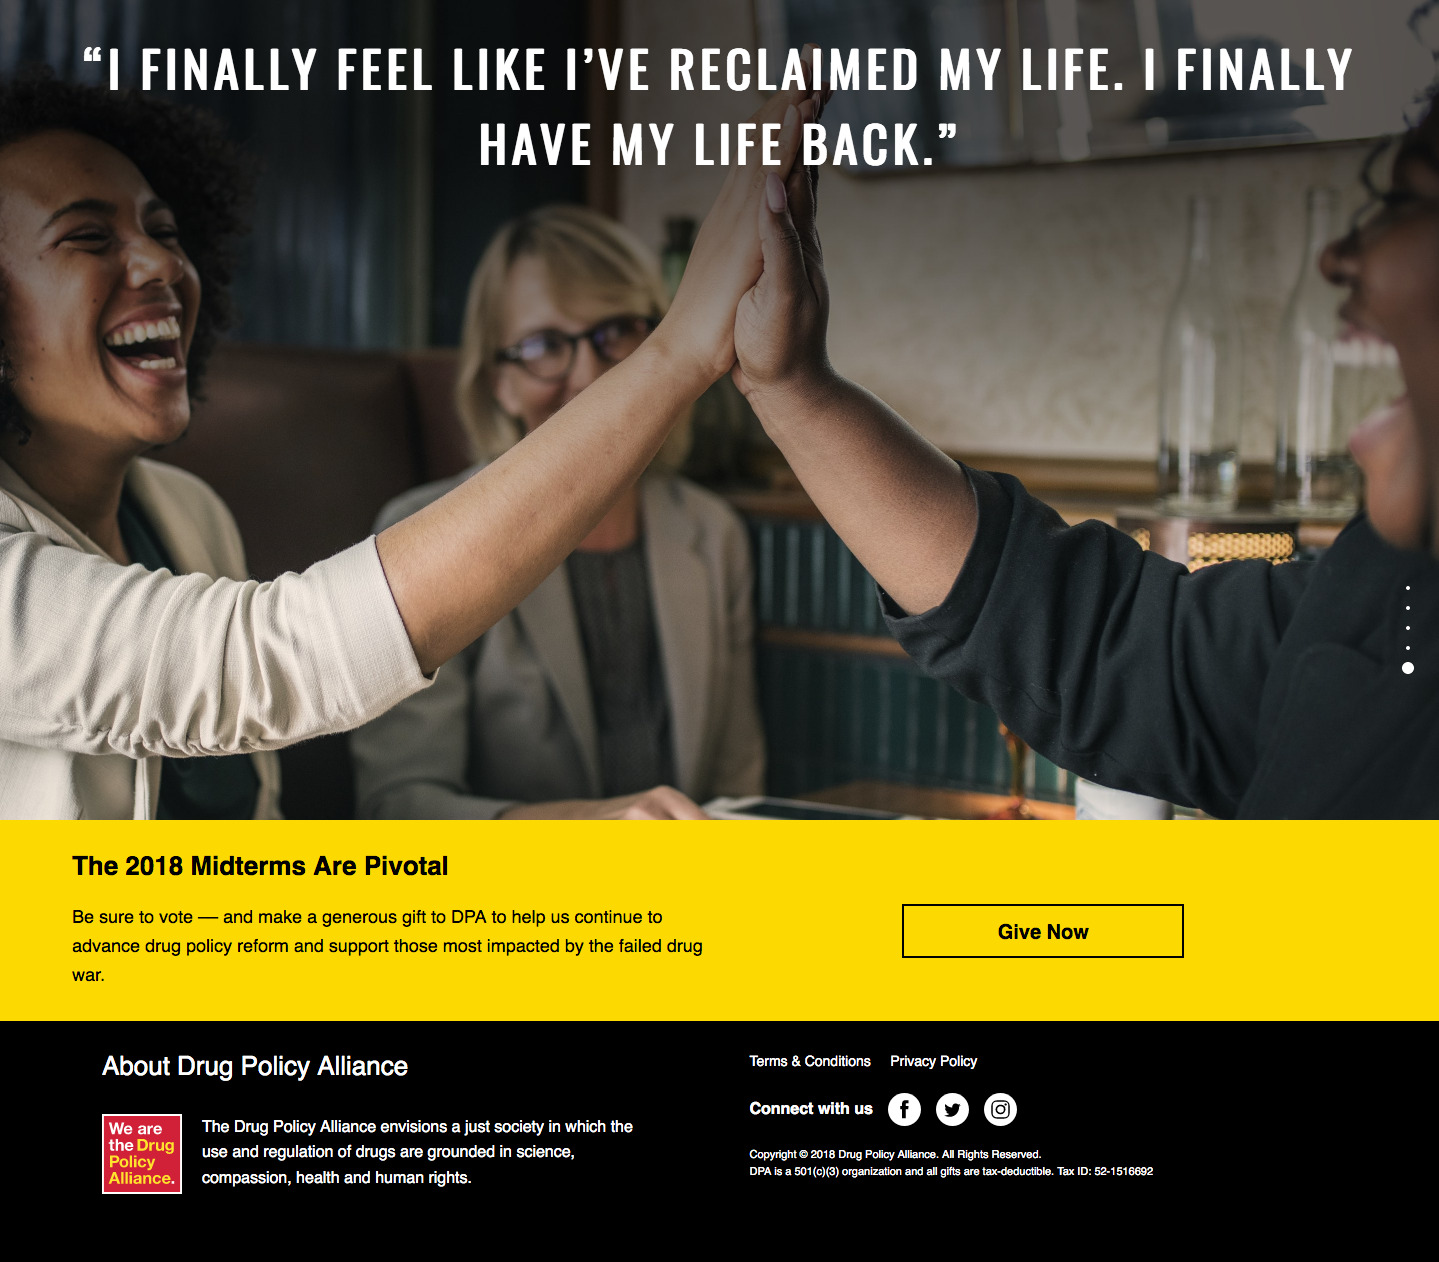 “I FINALLY FEEL LIKE I’VE RECLAIMED MY LIFE. I FINALLY
HAVE MY LIFE BACK.”
The 2018 Midterms Are Pivotal
Be sure to vote — and make a generous gift to DPA to help us continue to
advance drug policy reform and support those most impacted by the failed drug
war.
Give Now
About Drug Policy Alliance
We are
the Drug
Policy
Alliance.
The Drug Policy Alliance envisions a just society in which the
use and regulation of drugs are grounded in science,
compassion, health and human rights.
Terms & Conditions Privacy Policy
Connect with us
Copyright © 2018 Drug Policy Alliance. All Rights Reserved.
DPA is a 501(c)(3) organization and all gifts are tax-deductible. Tax ID: 52-1516692